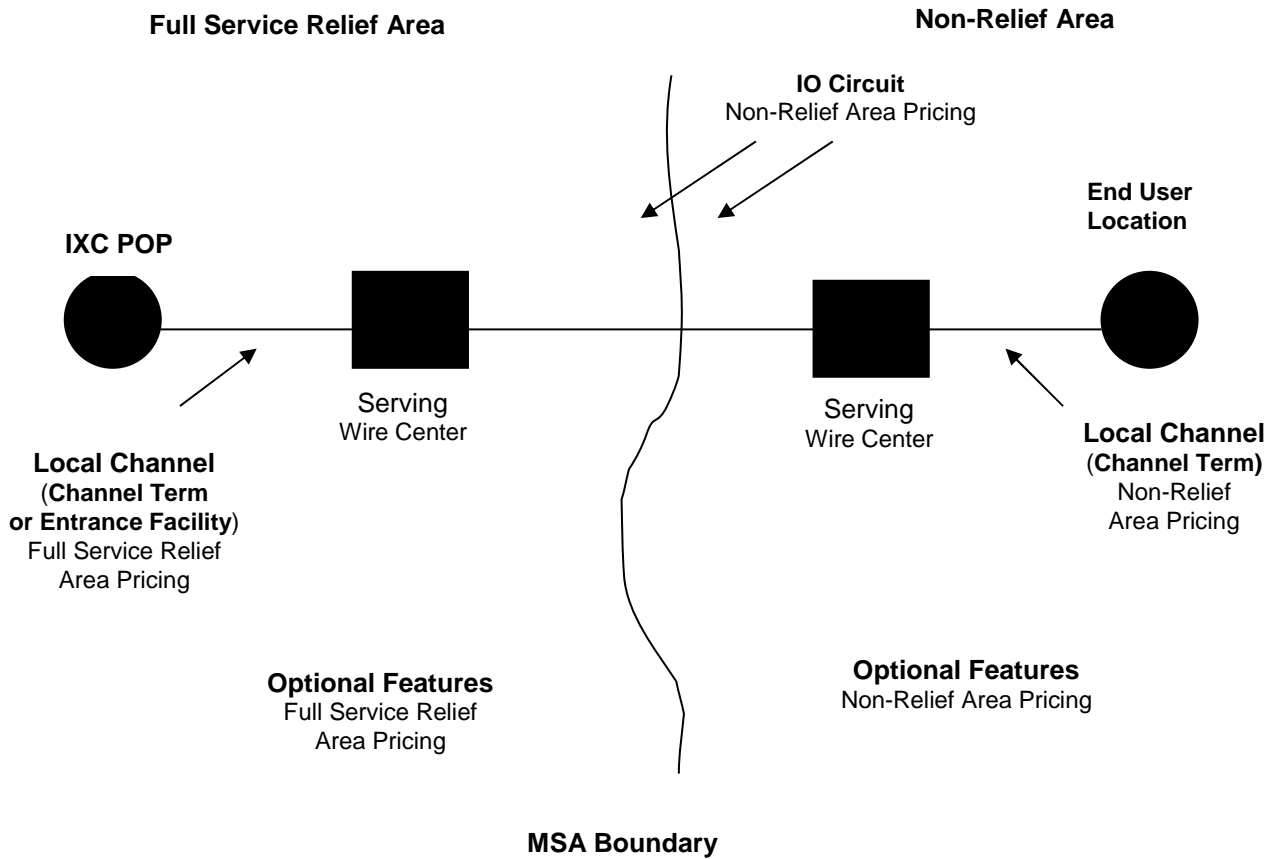 Full Service Relief Area
Non-Relief Area
IO Circuit
Non-Relief Area Pricing
End User
Location
IXC POP
Serving
Wire Center
Serving
Wire Center
Local Channel
(Channel Term
or Entrance Facility)
Full Service Relief
Area Pricing
Local Channel
(Channel Term)
Non-Relief
Area Pricing
Optional Features
Full Service Relief
Area Pricing
Optional Features
Non-Relief Area Pricing
MSA Boundary